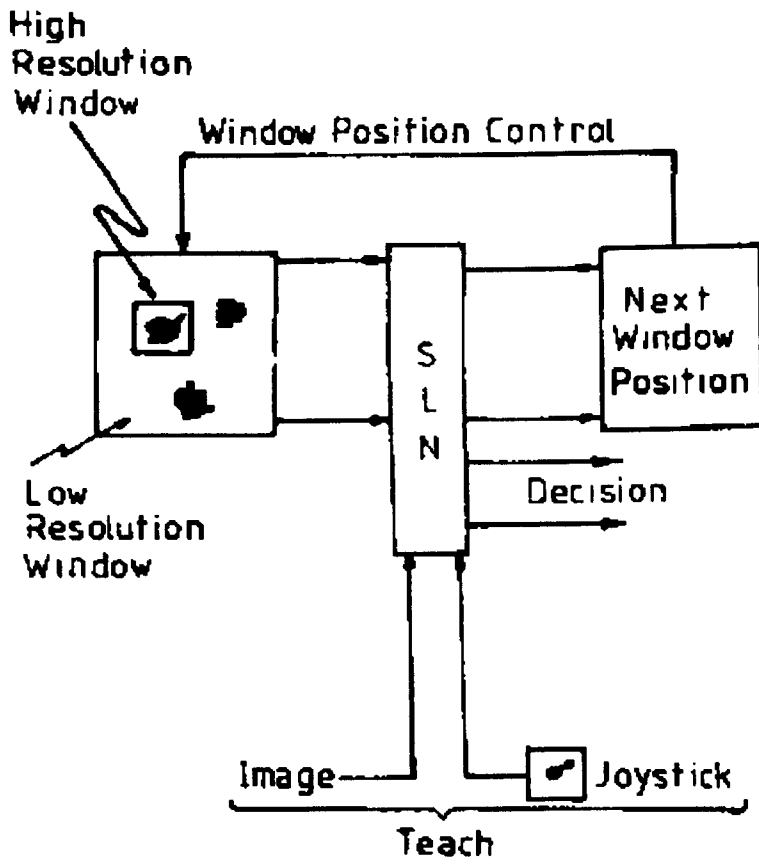 High
Resolution
Window
Window Position Control
Next
Window
Position
S
L
N
Decision
Low
Resolution
Window
Image
Joystick
Teach